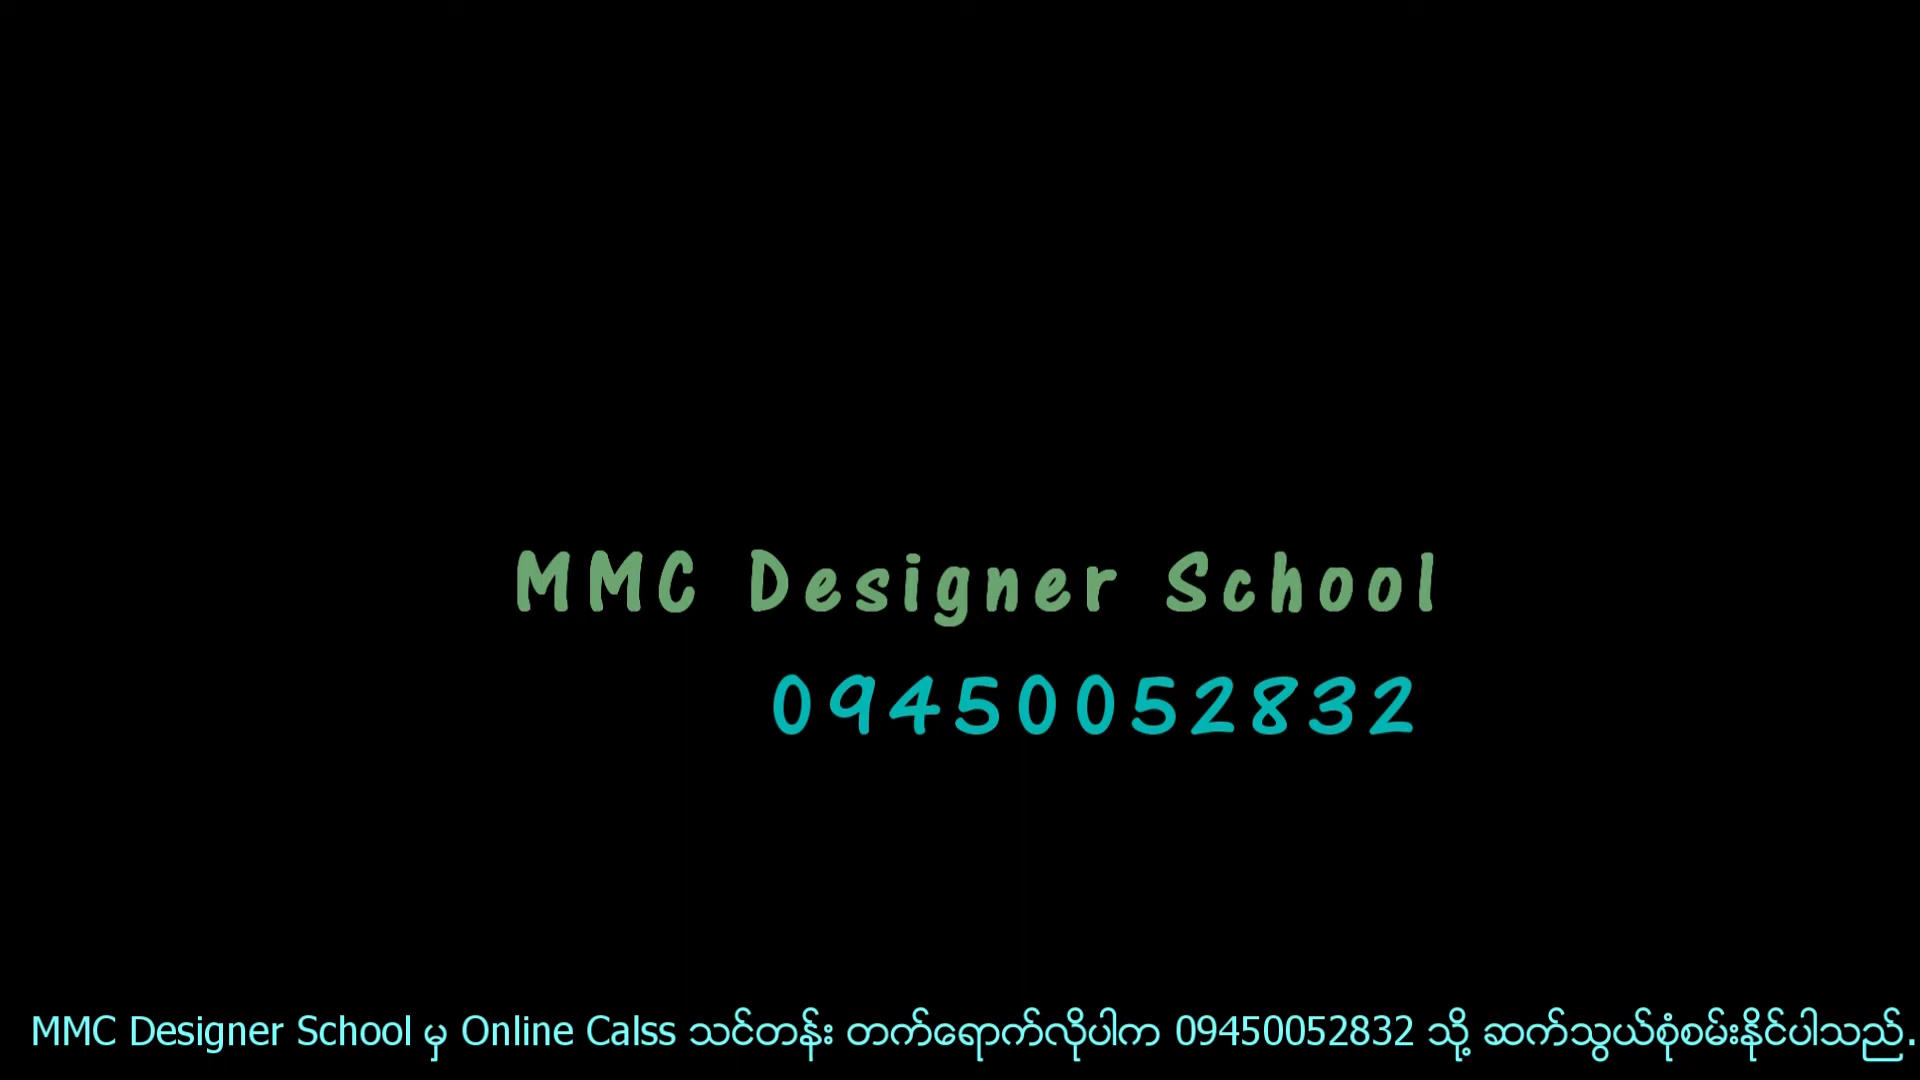 MMC Designer School
09450052832
MMC Designer School မှ Online Calss သင်တန်း တက်ရောက်လိုပါက 09450052832 သို့ ဆက်သွယ်စုံစမ်းနိုင်ပါသည်.